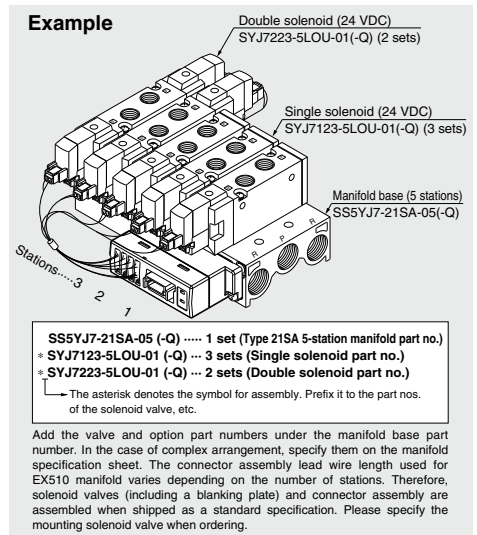 Example
Double solenoid (24 VDC)
SYJ7223-5LOU-01(-Q) (2 sets)
Single solenoid (24 VDC)
SYJ7123-5LOU-01(-Q) (3 sets)
Manifold base (5 stations)
SS5YJ7-21SA-05(-Q)
R
P
R
Stations.....3
2
1
SS5YJ7-21SA-05 (-Q) ····· 1 set (Type 21SA 5-station manifold part no.)
* SYJ7123-5LOU-01 (-Q) ··· 3 sets (Single solenoid part no.)
* SYJ7223-5LOU-01 (-Q) ··· 2 sets (Double solenoid part no.)
The asterisk denotes the symbol for assembly. Prefix it to the part nos.
of the solenoid valve, etc.
Add the valve and option part numbers under the manifold base part
number. In the case of complex arrangement, specify them on the manifold
specification sheet. The connector assembly lead wire length used for
EX510 manifold varies depending on the number of stations. Therefore,
solenoid valves (including a blanking plate) and connector assembly are
assembled when shipped as a standard specification. Please specify the
mounting solenoid valve when ordering.